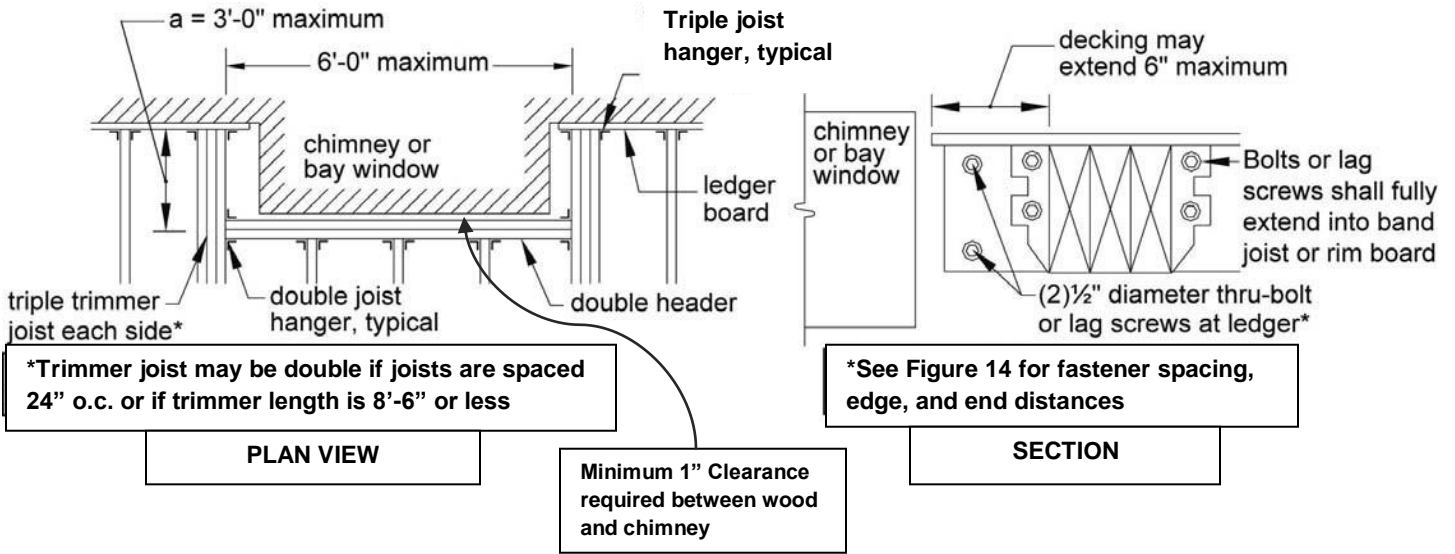 a = 3'-0" maximum
6'-0" maximum
Triple joist
hanger, typical
chimney or
bay window
ledger
board
triple trimmer
joist each side*
double joist
hanger, typical
double header
*Trimmer joist may be double if joists are spaced
24” o.c. or if trimmer length is 8’-6” or less
PLAN VIEW
Minimum 1” Clearance
required between wood
and chimney
decking may
extend 6" maximum
chimney
or bay
window
Bolts or lag
screws shall fully
extend into band
joist or rim board
(2)½" diameter thru-bolt
or lag screws at ledger*
*See Figure 14 for fastener spacing,
edge, and end distances
SECTION